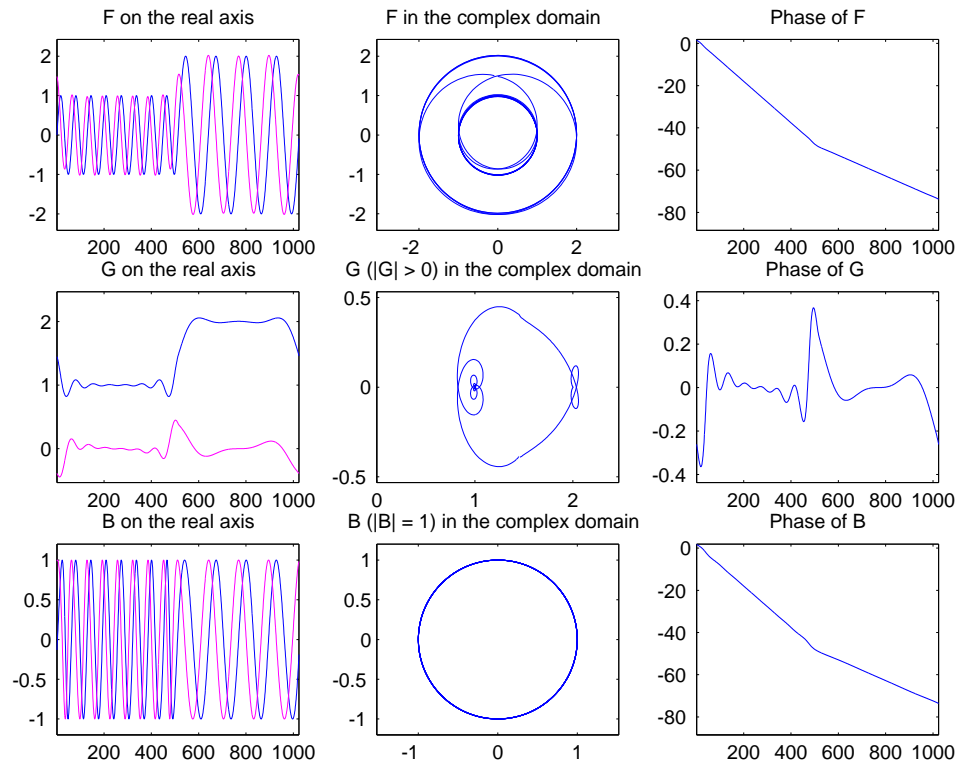 F on the real axis
F in the complex domain
Phase of F
2
1
0
-1
-2
200 400 600 800 1000
2
1
0
-1
-2
-2 0 2
0
-20
-40
-60
-80
200 400 600 800 1000
G on the real axis
G (|G| > 0) in the complex domain
Phase of G
2
1
0
200 400 600 800 1000
0.5
0
-0.5
0 1 2
0.4
0.2
0
-0.2
-0.4
200 400 600 800 1000
B on the real axis
B (|B| = 1) in the complex domain
Phase of B
1
0.5
0
-0.5
-1
200 400 600 800 1000
1
0
-1
-1 0 1
0
-20
-40
-60
-80
200 400 600 800 1000